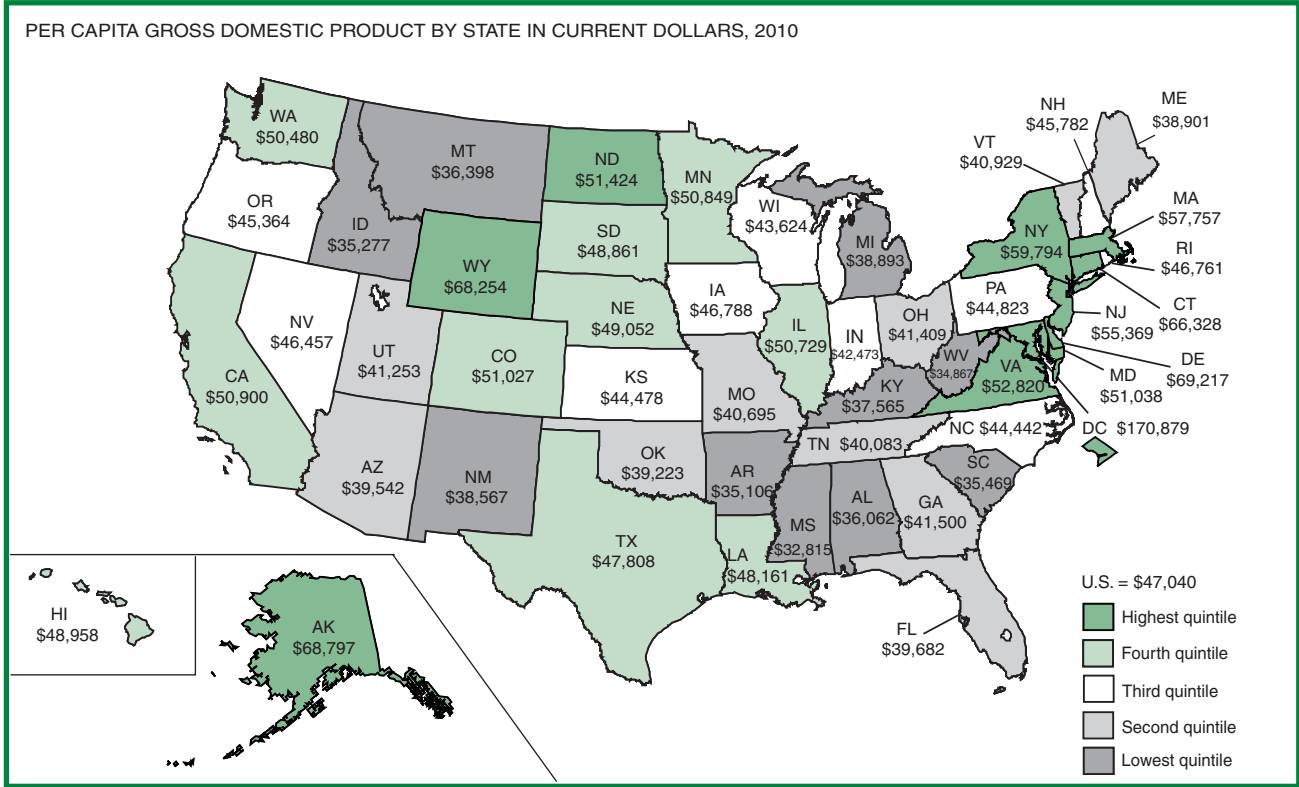 PER CAPITA GROSS DOMESTIC PRODUCT BY STATE IN CURRENT DOLLARS, 2010
WA
$50,480
OR
$45,364
CA
$50,900
NV
$46,457
ID
$35,277
MT
$36,398
WY
$68,254
UT
$41,253
AZ
$39,542
CO
$51,027
NM
$38,567
ND
$51,424
SD
$48,861
NE
$49,052
KS
$44,478
OK
$39,223
TX
$47,808
MN
$50,849
IA
$46,788
MO
$40,695
AR
$35,106
LA
$48,161
WI
$43,624
IL
$50,729
MI
$38,893
IN
$42,473
OH
$41,409
KY
$37,565
TN $40,083
MS
$32,815
AL
$36,062
GA
$41,500
FL
$39,682
SC
$35,469
NC $44,442
WV
$34,867
VA
$52,820
PA
$44,823
NY
$59,794
VT
$40,929
NH
$45,782
ME
$38,901
MA
$57,757
RI
$46,761
CT
$66,328
NJ
$55,369
DE
$69,217
MD
$51,038
DC $170,879
HI
$48,958
AK
$68,797
U.S. = $47,040
Highest quintile
Fourth quintile
Third quintile
Second quintile
Lowest quintile